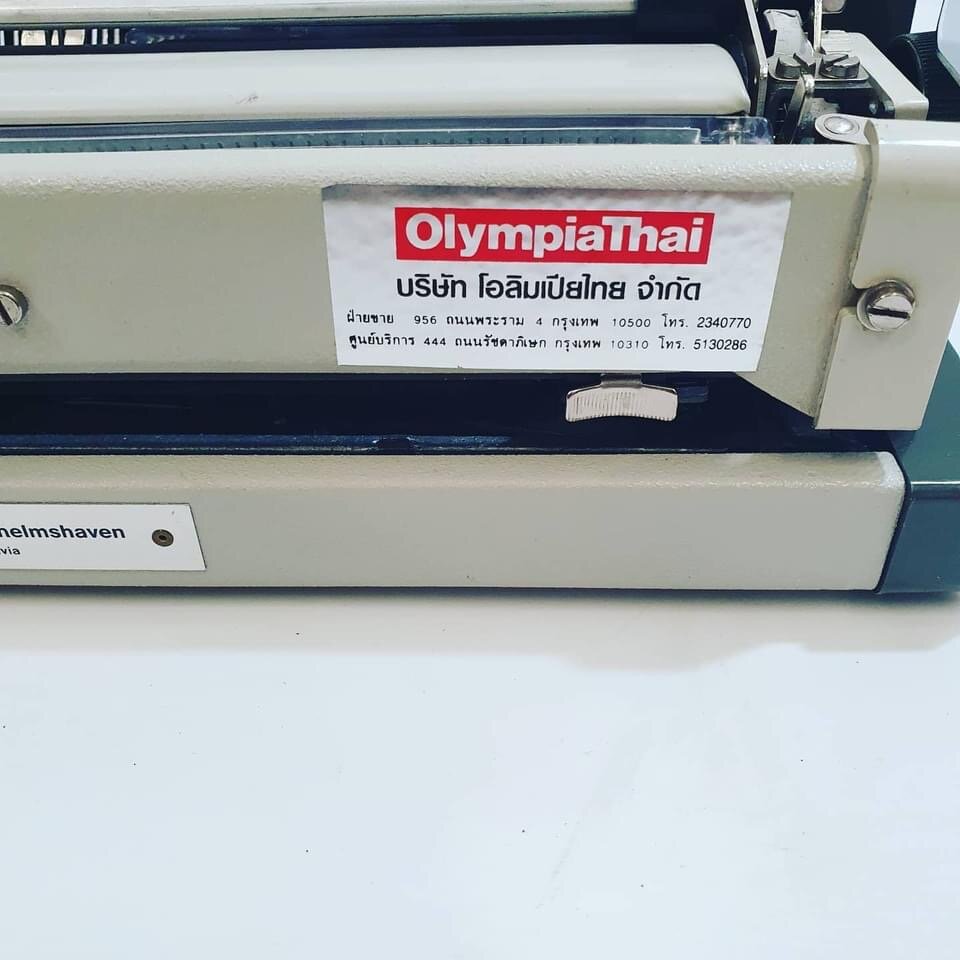 OlympiaThai
บริษัท โอลิมเปียไทย จำกัด
ฝ่ายขาย 956 ถนนพระราม 4 กรุงเทพ 10500 โทร. 2340770
ศูนย์บริการ 444 ถนนรัชดาภิเษก กรุงเทพ 10310 โทร. 5130286
helmshaven
via